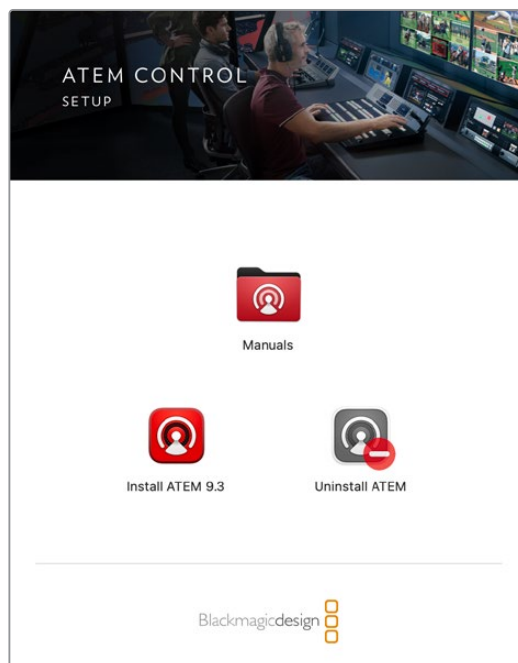 ATEM CONTROL
SETUP
Manuals
Install ATEM 9.3
Uninstall ATEM
Blackmagicdesign